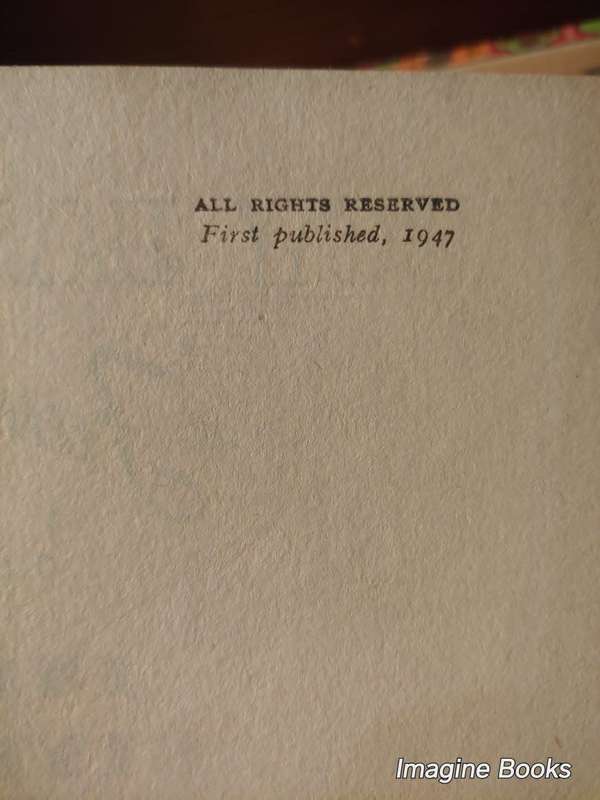 ALL RIGHTS RESERVED
First published, 1947
Imagine Books